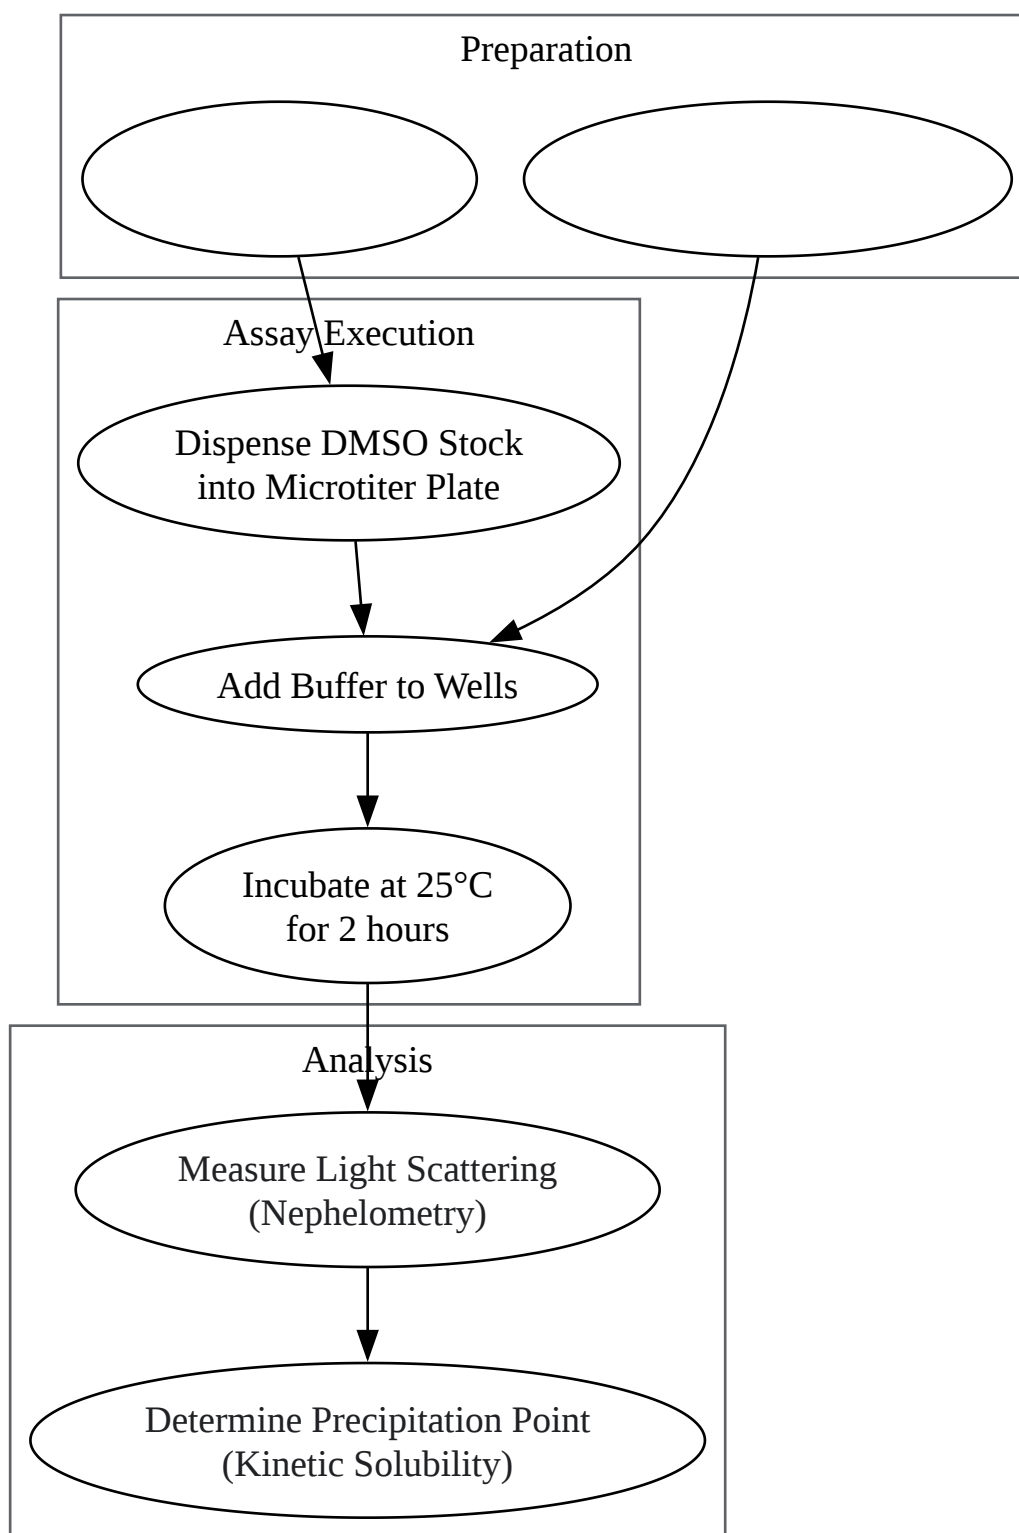 Preparation
Assay Execution
Dispense DMSO Stock
into Microtiter Plate
Add Buffer to Wells
Incubate at 25°C
for 2 hours
Analysis
Measure Light Scattering
(Nephelometry)
Determine Precipitation Point
(Kinetic Solubility)